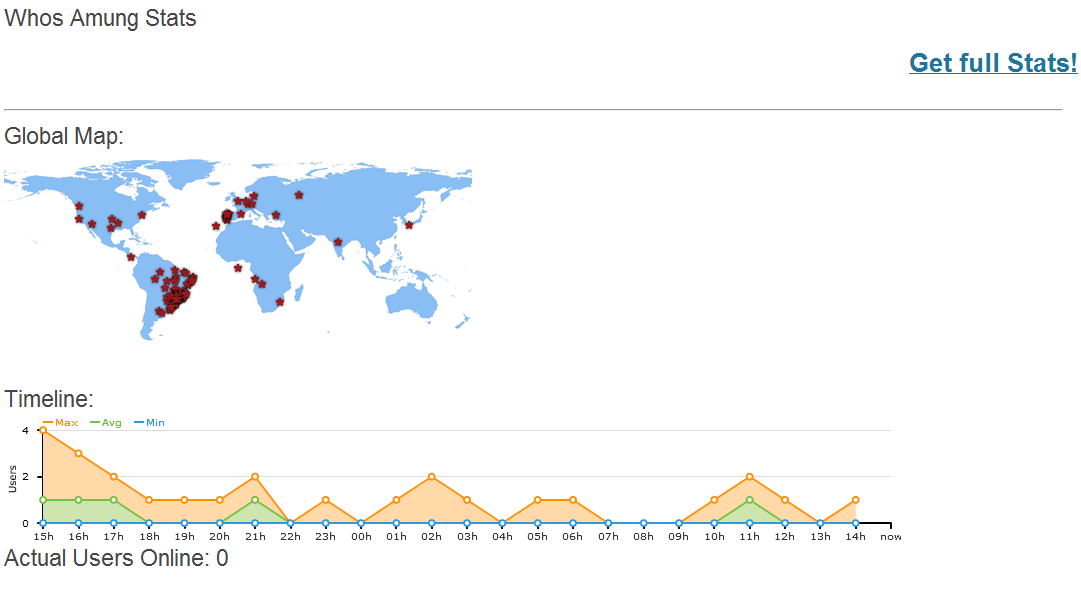 Whos Amung Stats
Get full Stats!
Global Map:
Timeline:
Max Avg Min
4
Users
2
0
15h 16h 17h 18h 19h 20h 21h 22h 23h 00h 01h 02h 03h 04h 05h 06h 07h 08h 09h 10h 11h 12h 13h 14h now
Actual Users Online: 0